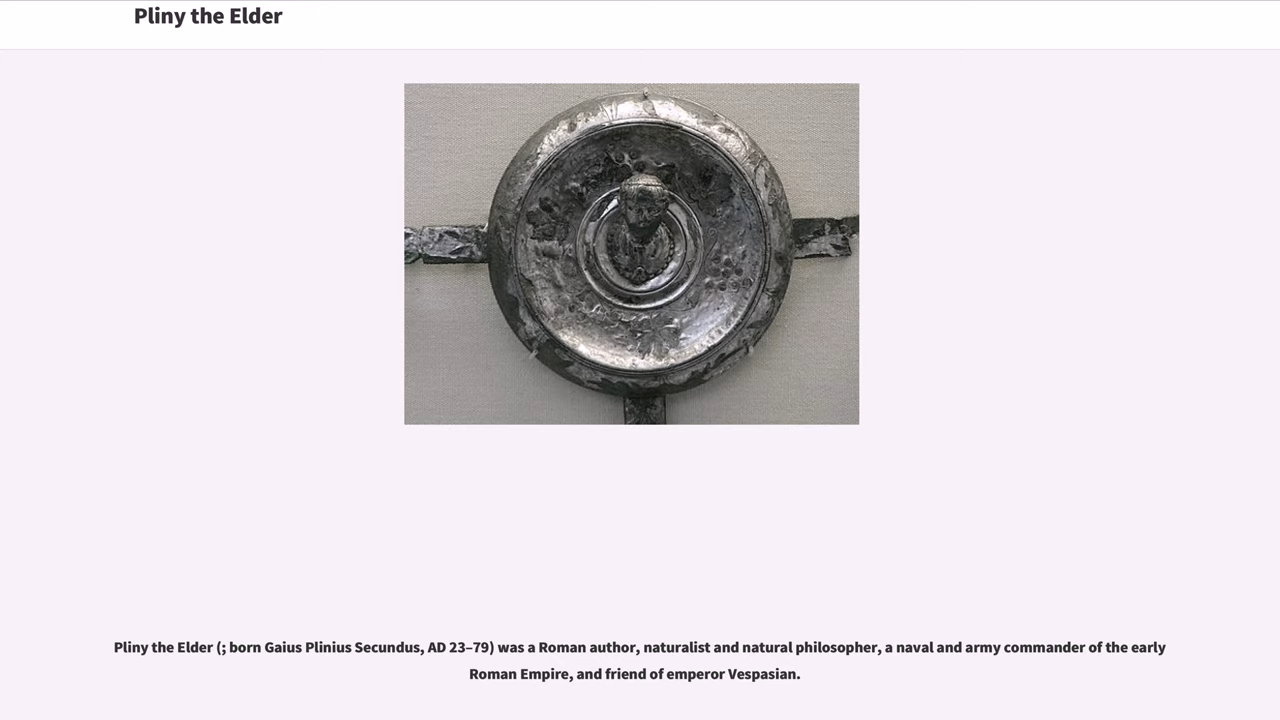 Pliny the Elder
Pliny the Elder (; born Gaius Plinius Secundus, AD 23–79) was a Roman author, naturalist and natural philosopher, a naval and army commander of the early
Roman Empire, and friend of emperor Vespasian.